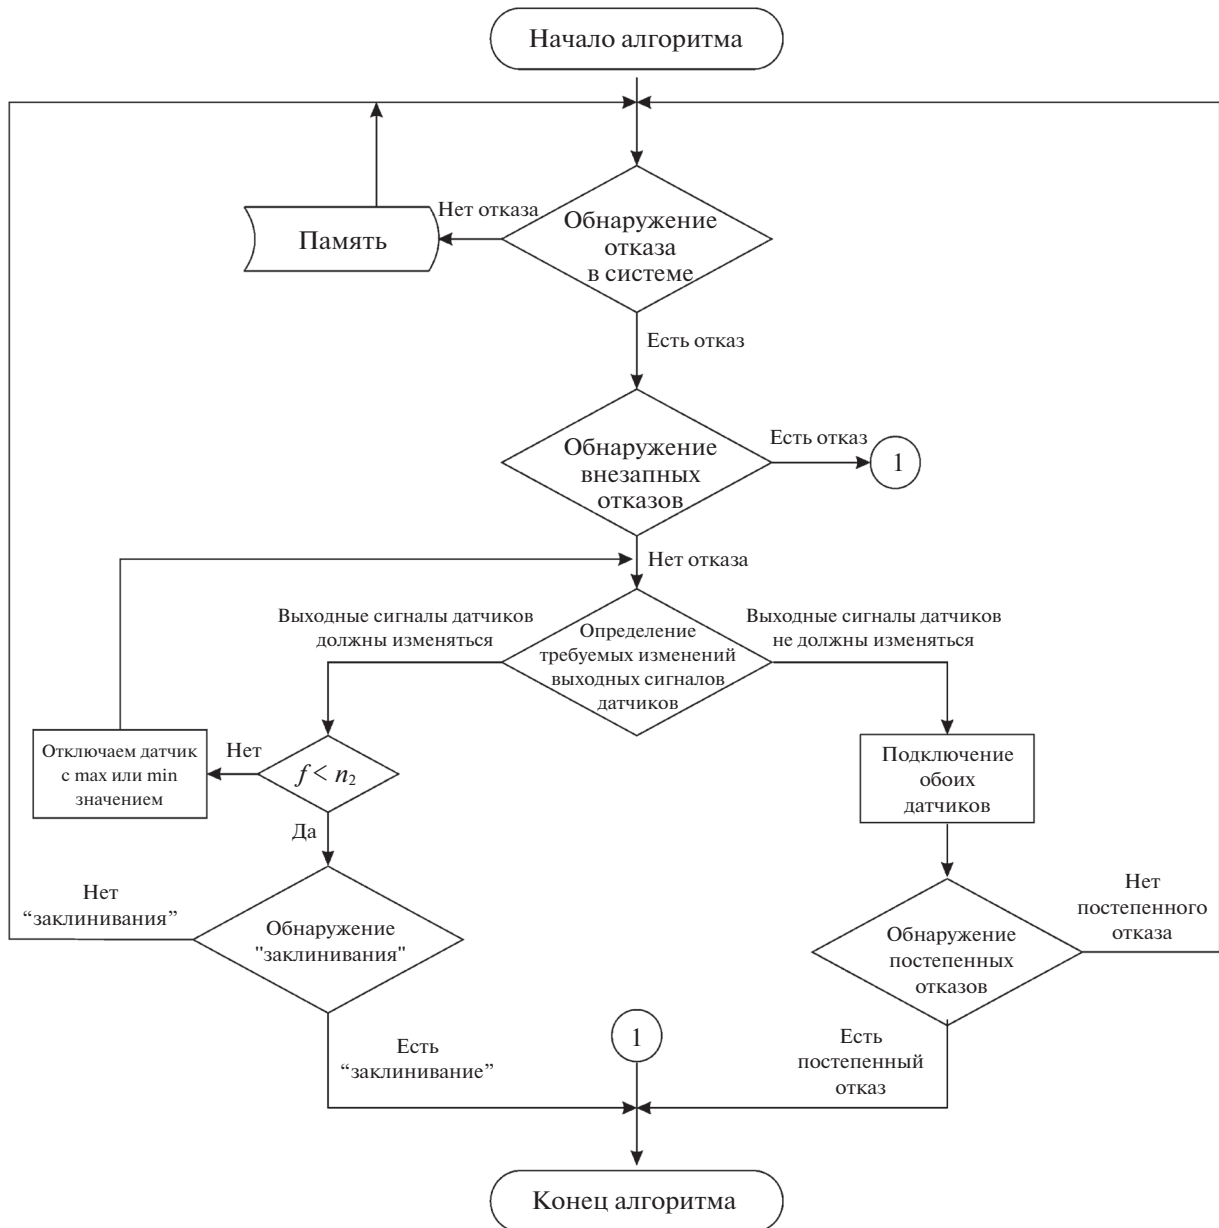 Начало алгоритма
Нет отказа
Память
Обнаружение
отказа
в системе
Есть отказ
Обнаружение
внезапных
отказов
Есть отказ
1
Нет отказа
Выходные сигналы датчиков
должны изменяться
Определение
требуемых изменений
выходных сигналов
датчиков
Выходные сигналы датчиков
не должны изменяться
Отключаем датчик
с max или min
значением
Нет
f < n₂
Да
Подключение
обоих
датчиков
Нет
“заклинивания”
Обнаружение
"заклинивания"
Обнаружение
постепенных
отказов
Нет
постепенного
отказа
Есть
“заклинивание”
1
Есть
постепенный
отказ
Конец алгоритма